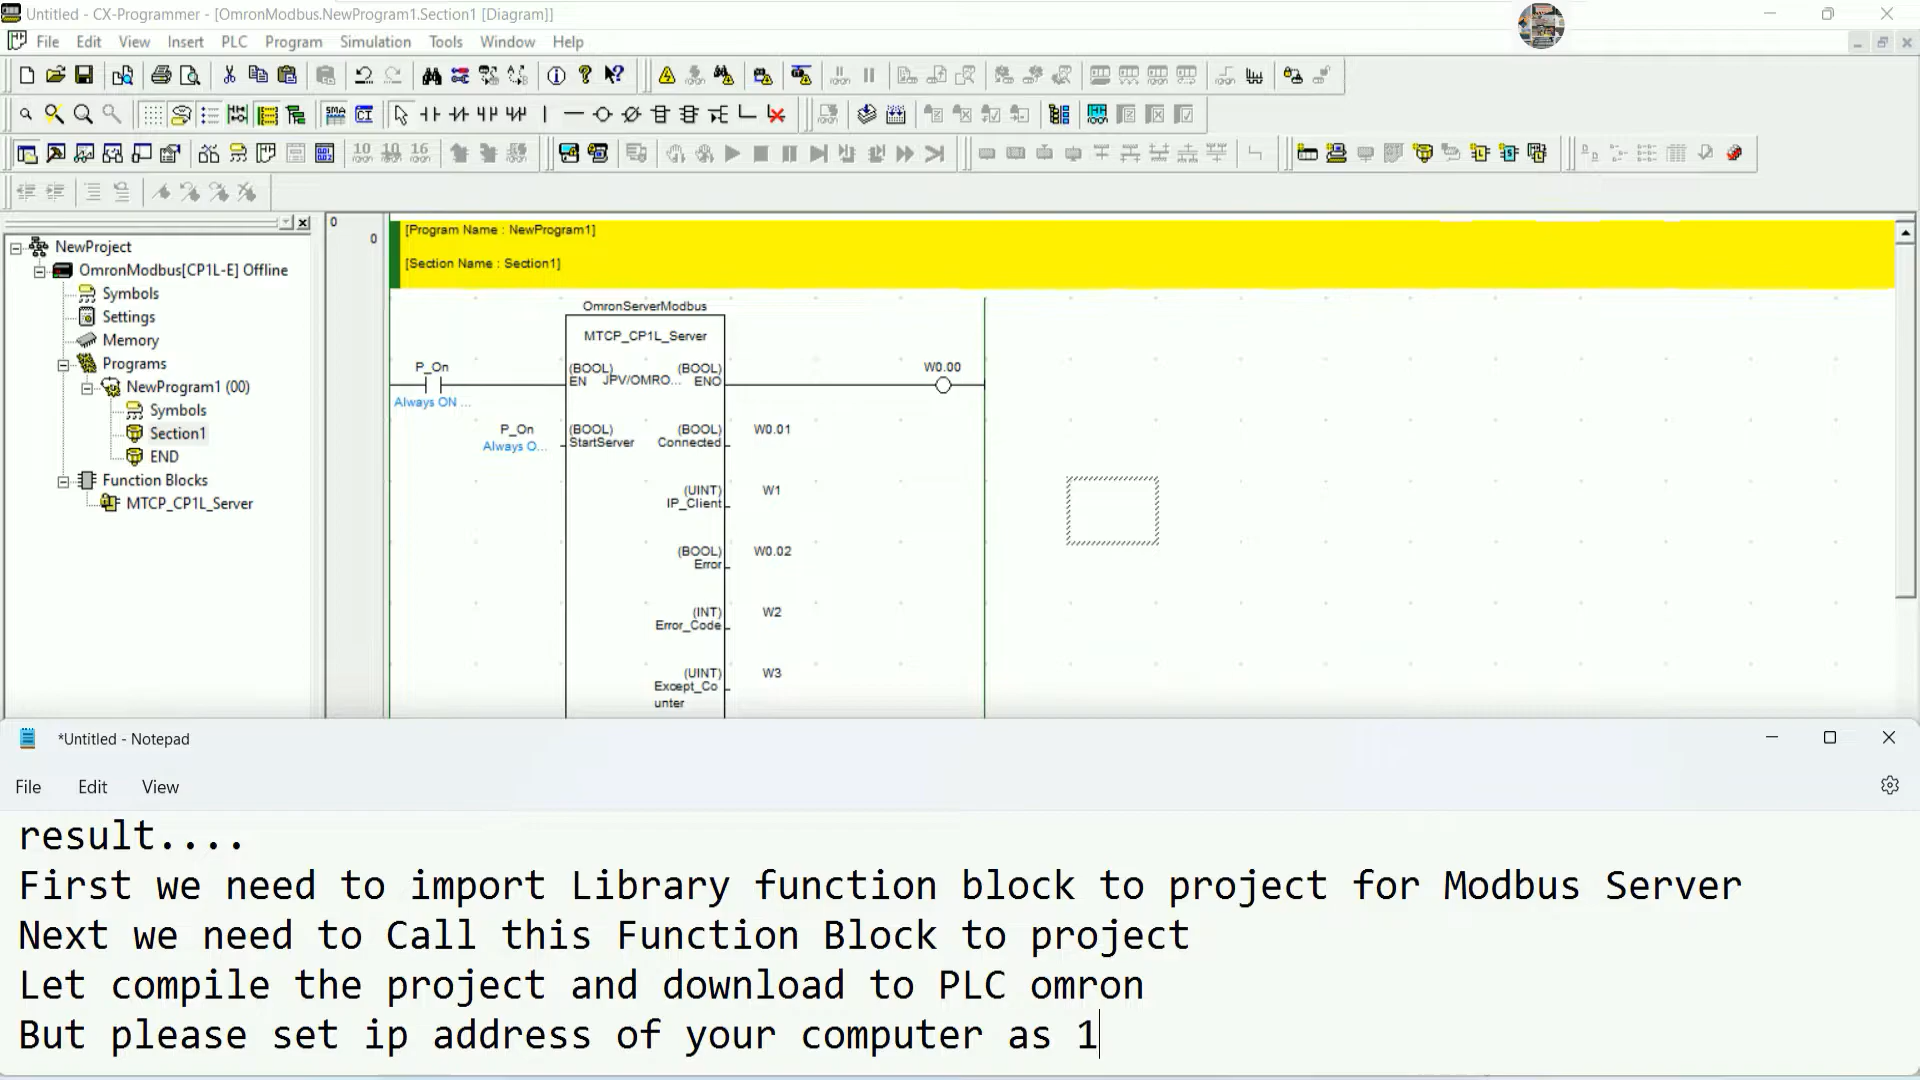 Untitled - CX-Programmer - [OmronModbus.NewProgram1.Section1 [Diagram]]
File Edit View Insert PLC Program Simulation Tools Window Help
10 10 16
NewProject
OmronModbus[CP1L-E] Offline
Symbols
Settings
Memory
Programs
NewProgram1 (00)
Symbols
Section1
END
Function Blocks
MTCP_CP1L_Server
0
0
[Program Name : NewProgram1]
[Section Name : Section1]
OmronServerModbus
MTCP_CP1L_Server
P_On
(BOOL) (BOOL)
EN JPV/OMRO... ENO
W0.00
Always ON ...
P_On
(BOOL) (BOOL)
W0.01
Always O...
StartServer Connected
(UINT)
W1
IP_Client
(BOOL)
W0.02
Error
(INT)
W2
Error_Code
(UINT)
W3
Except_Co
unter
*Untitled - Notepad
File Edit View
result....
First we need to import Library function block to project for Modbus Server
Next we need to Call this Function Block to project
Let compile the project and download to PLC omron
But please set ip address of your computer as 1